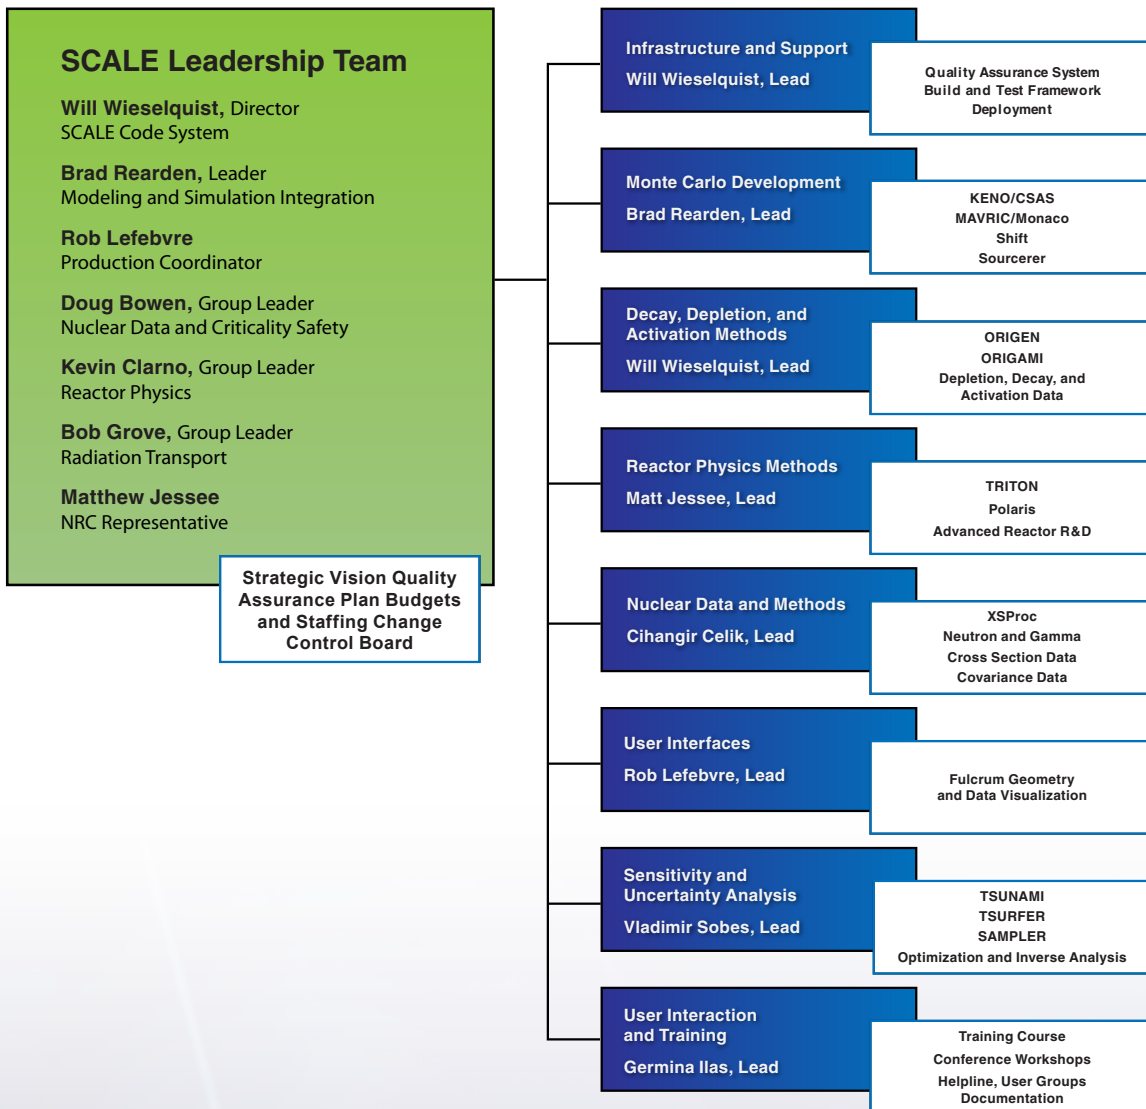 SCALE Leadership Team
Will Wieselquist, Director
SCALE Code System
Brad Rearden, Leader
Modeling and Simulation Integration
Rob Lefebvre
Production Coordinator
Doug Bowen, Group Leader
Nuclear Data and Criticality Safety
Kevin Clarno, Group Leader
Reactor Physics
Bob Grove, Group Leader
Radiation Transport
Matthew Jessee
NRC Representative
Strategic Vision Quality
Assurance Plan Budgets
and Staffing Change
Control Board
Infrastructure and Support
Will Wieselquist, Lead
Quality Assurance System
Build and Test Framework
Deployment
Monte Carlo Development
Brad Rearden, Lead
KENO/CSAS
MAVRIC/Monaco
Shift
Sourcerer
Decay, Depletion, and
Activation Methods
Will Wieselquist, Lead
ORIGEN
ORIGAMI
Depletion, Decay, and
Activation Data
Reactor Physics Methods
Matt Jessee, Lead
TRITON
Polaris
Advanced Reactor R&D
Nuclear Data and Methods
Cihangir Celik, Lead
XSProc
Neutron and Gamma
Cross Section Data
Covariance Data
User Interfaces
Rob Lefebvre, Lead
Fulcrum Geometry
and Data Visualization
Sensitivity and
Uncertainty Analysis
Vladimir Sobes, Lead
TSUNAMI
TSURFER
SAMPLER
Optimization and Inverse Analysis
User Interaction
and Training
Germina Ilas, Lead
Training Course
Conference Workshops
Helpline, User Groups
Documentation